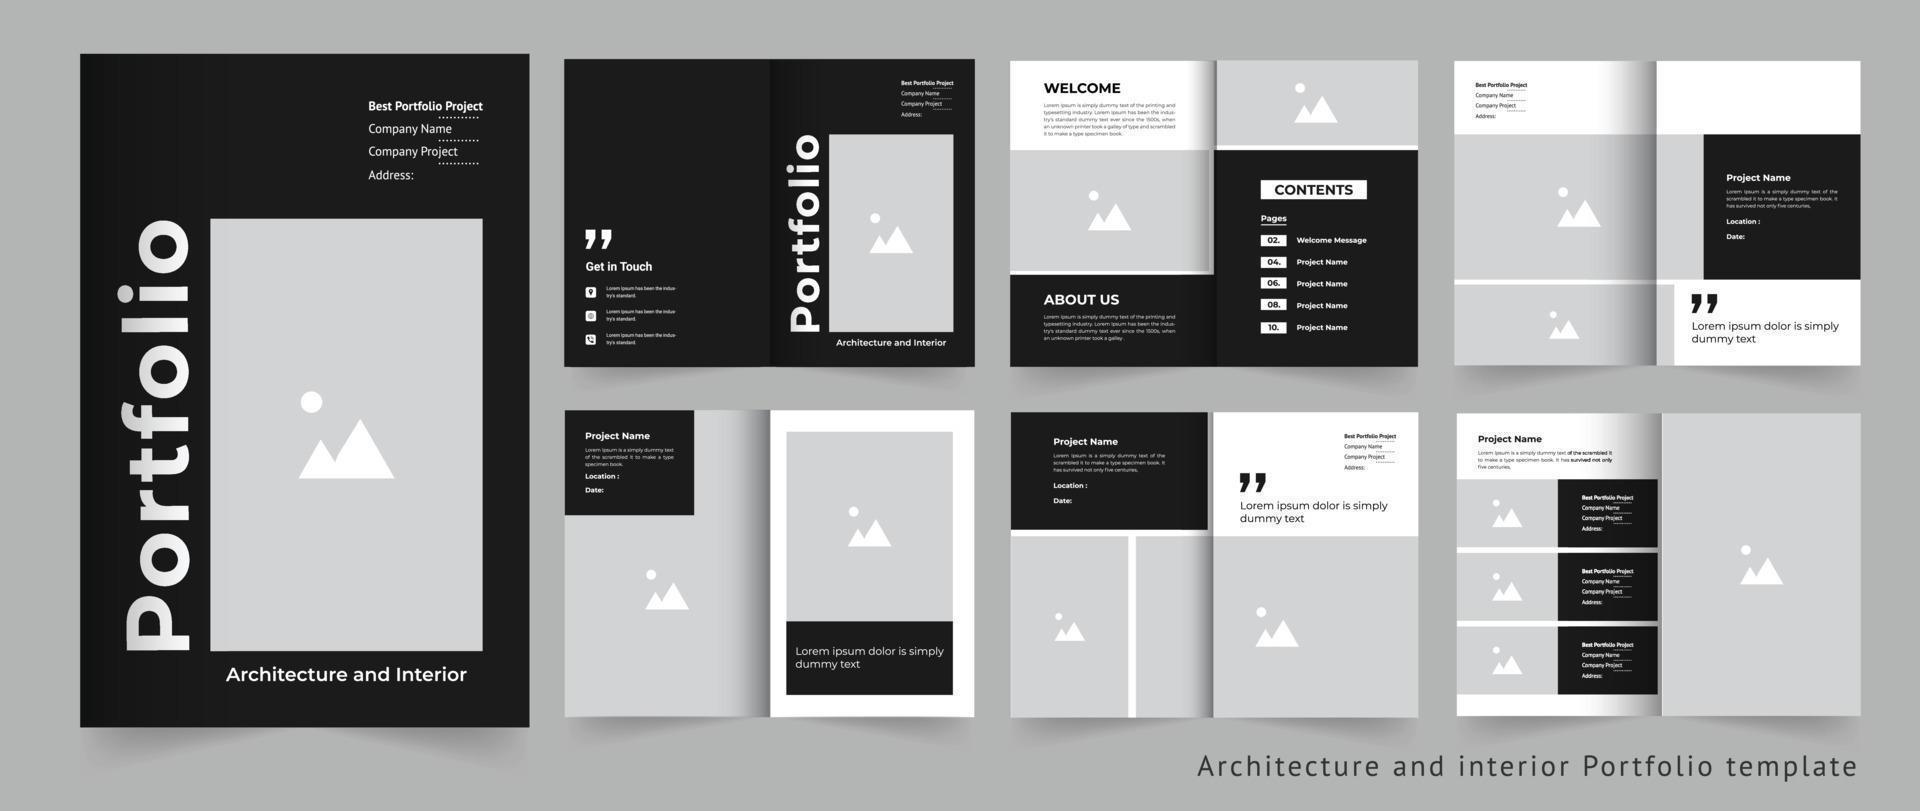 Best Portfolio Project
Company Name
Company Project
Address:
Portfolio
Architecture and Interior
Get in Touch
Lorem Ipsum has been the indus-
try's standard.
Lorem Ipsum has been the indus-
try's standard.
Lorem Ipsum has been the indus-
try's standard.
Best Portfolio Project
Company Name
Company Project
Address:
Portfolio
Architecture and Interior
WELCOME
Lorem Ipsum is simply dummy text of the printing and
typesetting industry. Lorem Ipsum has been the indus-
try's standard dummy text ever since the 1500s, when
an unknown printer took a galley of type and scrambled
it to make a type specimen book.
ABOUT US
Lorem Ipsum is simply dummy text of the printing and
typesetting industry. Lorem Ipsum has been the indus-
try's standard dummy text ever since the 1500s, when
an unknown printer took a galley .
CONTENTS
Pages
02. Welcome Message
04. Project Name
06. Project Name
08. Project Name
10. Project Name
Best Portfolio Project
Company Name
Company Project
Address:
Project Name
Lorem Ipsum is a simply dummy text of the
scrambled it to make a type specimen book. It
has survived not only five centuries,
Location :
Date:
” Lorem ipsum dolor is simply
dummy text
Project Name
Lorem Ipsum is a simply dummy text
of the scrambled it to make a type
specimen book.
Location :
Date:
Lorem ipsum dolor is simply
dummy text
Project Name
Lorem Ipsum is a simply dummy text of the
scrambled it to make a type specimen book. It
has survived not only five centuries,
Location :
Date:
Best Portfolio Project
Company Name
Company Project
Address:
” Lorem ipsum dolor is simply
dummy text
Project Name
Lorem Ipsum is a simply dummy text of the scrambled it
to make a type specimen book. It has survived not only
five centuries,
Best Portfolio Project
Company Name
Company Project
Address:
Best Portfolio Project
Company Name
Company Project
Address:
Best Portfolio Project
Company Name
Company Project
Address:
Architecture and interior Portfolio template